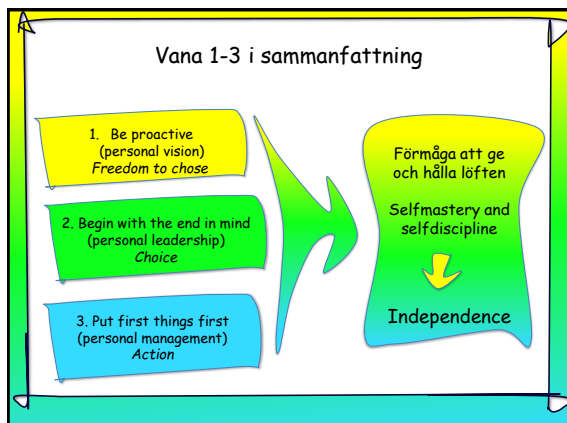 Vana 1-3 i sammanfattning
1. Be proactive
(personal vision)
Freedom to chose
2. Begin with the end in mind
(personal leadership)
Choice
3. Put first things first
(personal management)
Action
Förmåga att ge
och hålla löften
Selfmastery and
selfdiscipline
Independence